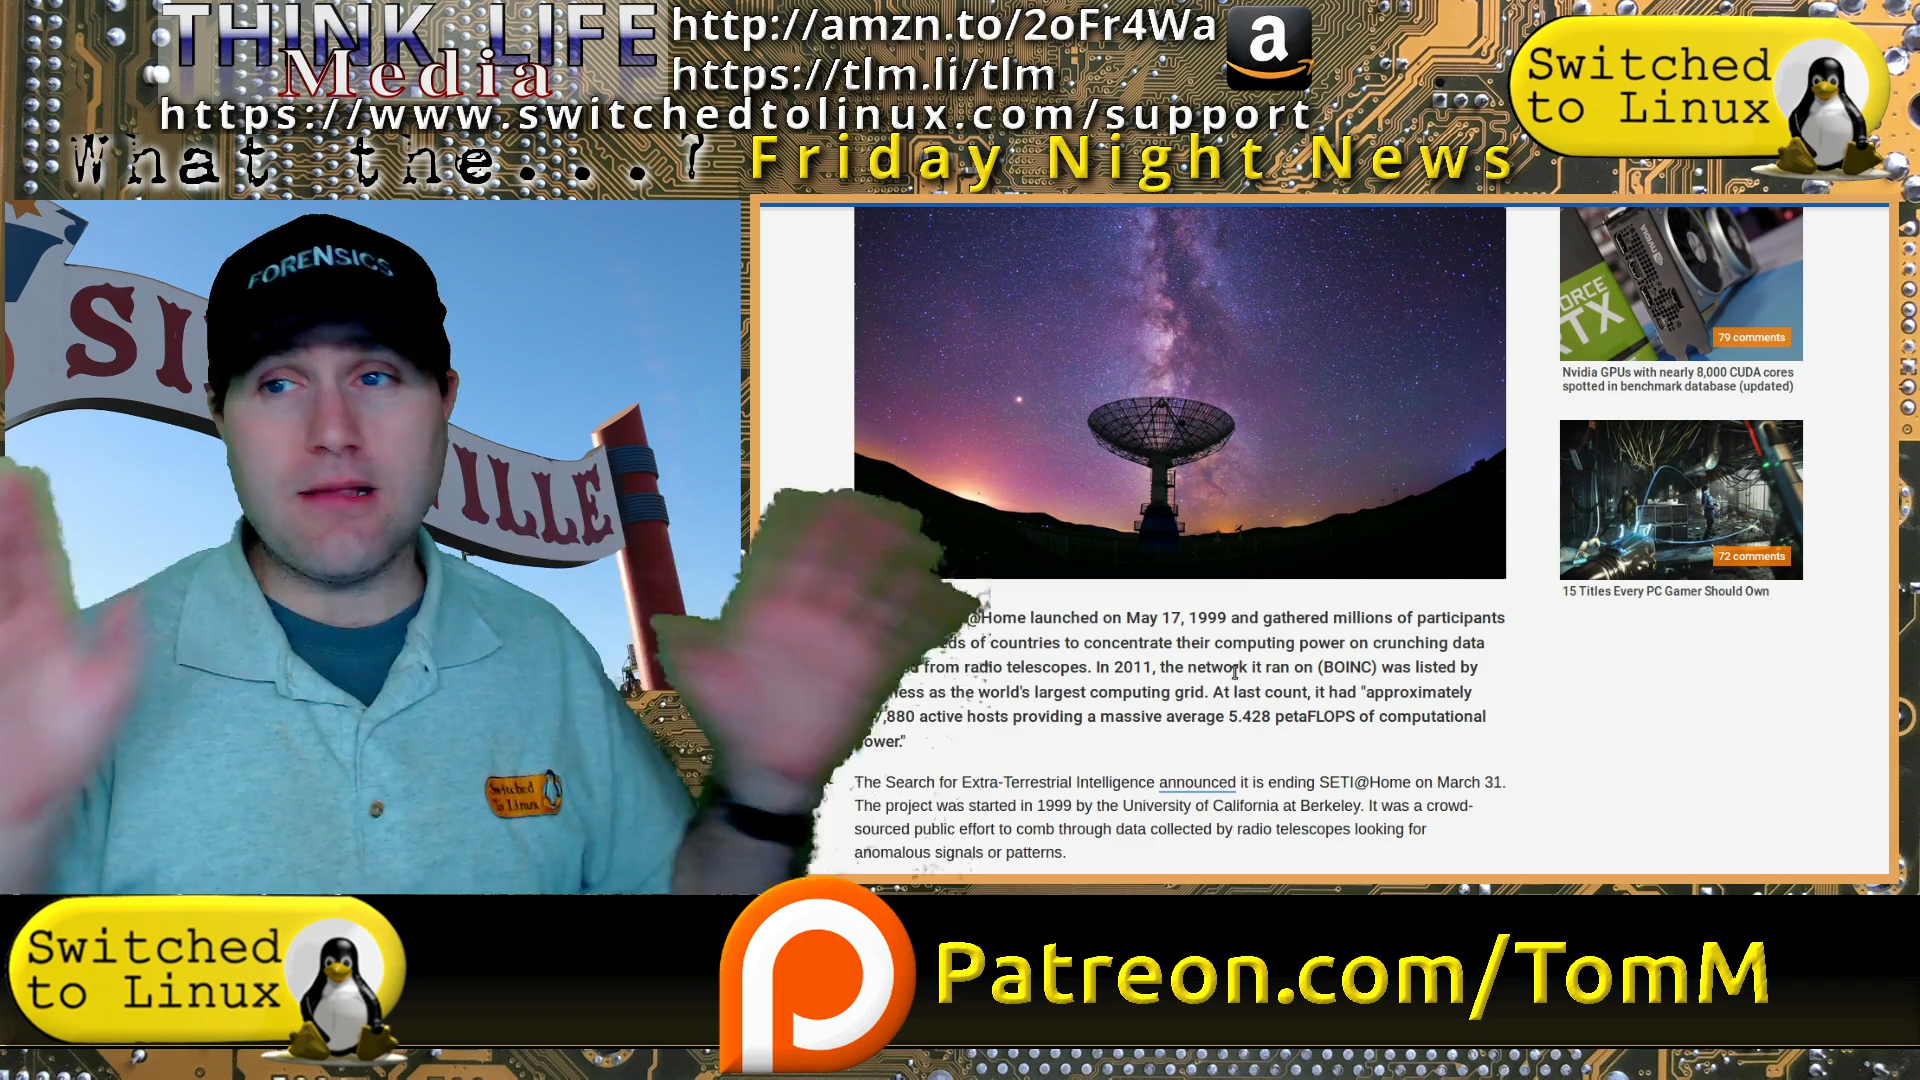 THINK LIFE
Media
http://amzn.to/2oFr4Wa
https://tlm.li/tlm
a
https://www.switchedtolinux.com/support
What the...?
Friday Night News
Switched
to Linux
FORENSICS
SI
VILLE
Switched
To Linux
@Home launched on May 17, 1999 and gathered millions of participants
of countries to concentrate their computing power on crunching data
from radio telescopes. In 2011, the network it ran on (BOINC) was listed by
as the world's largest computing grid. At last count, it had "approximately
,880 active hosts providing a massive average 5.428 petaFLOPS of computational
ower."
The Search for Extra-Terrestrial Intelligence announced it is ending SETI@Home on March 31.
The project was started in 1999 by the University of California at Berkeley. It was a crowd-
sourced public effort to comb through data collected by radio telescopes looking for
anomalous signals or patterns.
NVIDIA
ORCE
TX
79 comments
Nvidia GPUs with nearly 8,000 CUDA cores
spotted in benchmark database (updated)
72 comments
15 Titles Every PC Gamer Should Own
Switched
to Linux
Patreon.com/TomM